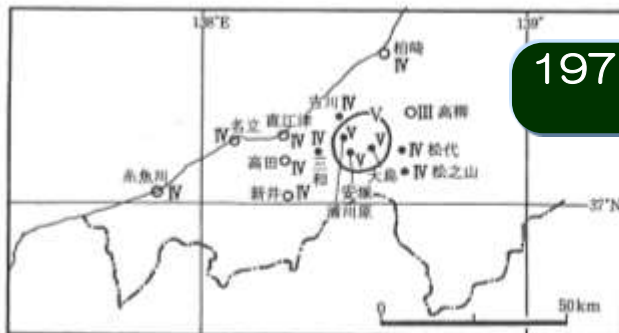 138°E
139°
197
柏崎
Ⅳ
吉川 Ⅳ
Ⅴ
Ⅲ 高柳
名立
Ⅳ
直江津
Ⅳ
Ⅳ
三和
Ⅴ
Ⅴ
Ⅴ
Ⅳ 松代
高田
Ⅳ
大島
Ⅳ 松之山
糸魚川
Ⅳ
新井
Ⅳ
安塚
浦川原
37°N
0
50km